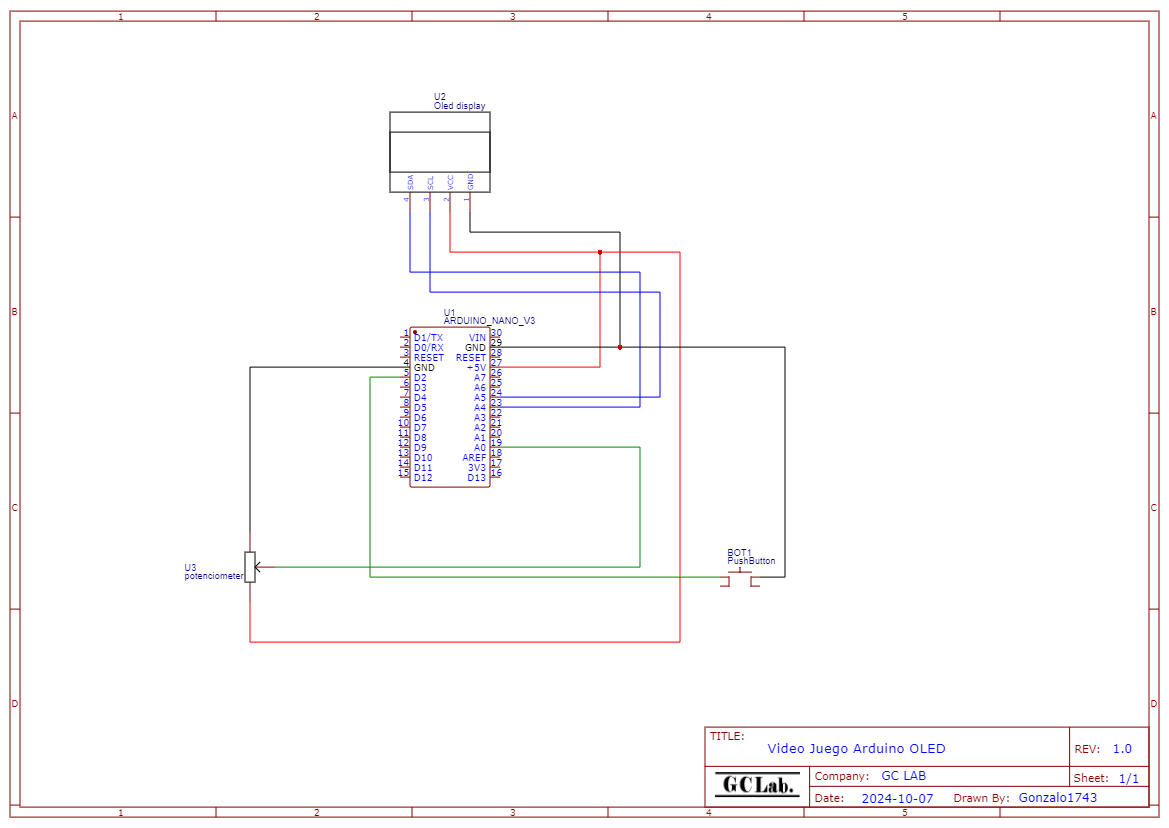 1 2 3 4 5
A A
U2
Oled display
SDA SCL VCC GND
4 3 2 1
B B
U1
ARDUINO_NANO_V3
1 D1/TX VIN 30
2 D0/RX GND 29
3 RESET RESET 28
4 GND +5V 27
5 D2 A7 26
6 D3 A6 25
7 D4 A5 24
8 D5 A4 23
9 D6 A3 22
10 D7 A2 21
11 D8 A1 20
12 D9 A0 19
13 D10 AREF 18
14 D11 3V3 17
15 D12 D13 16
C C
BOT1
PushButton
U3
potenciometer
D D
TITLE:
Video Juego Arduino OLED
REV: 1.0
GCLab.
Company: GC LAB
Sheet: 1/1
Date: 2024-10-07 Drawn By: Gonzalo1743
1 2 3 4 5